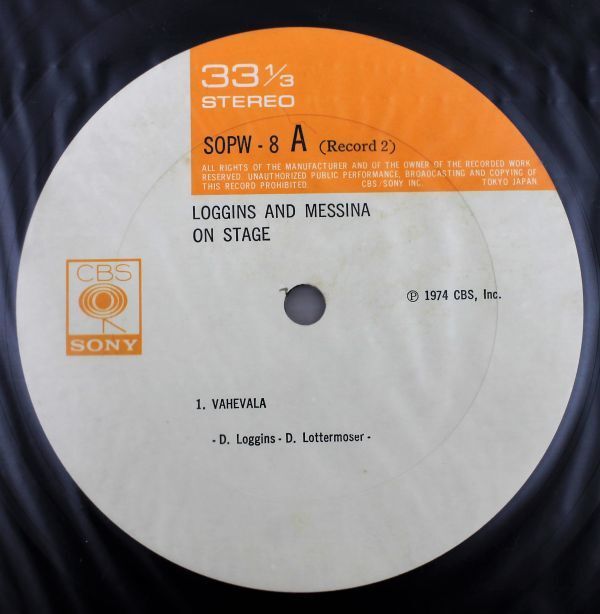 33 1/3
STEREO
SOPW - 8 A (Record 2)
ALL RIGHTS OF THE MANUFACTURER AND OF THE OWNER OF THE RECORDED WORK
RESERVED. UNAUTHORIZED PUBLIC PERFORMANCE, BROADCASTING AND COPYING OF
THIS RECORD PROHIBITED. CBS/SONY INC. TOKYO JAPAN
LOGGINS AND MESSINA
ON STAGE
CBS
SONY
℗ 1974 CBS, Inc.
1. VAHEVALA
- D. Loggins - D. Lottermoser -